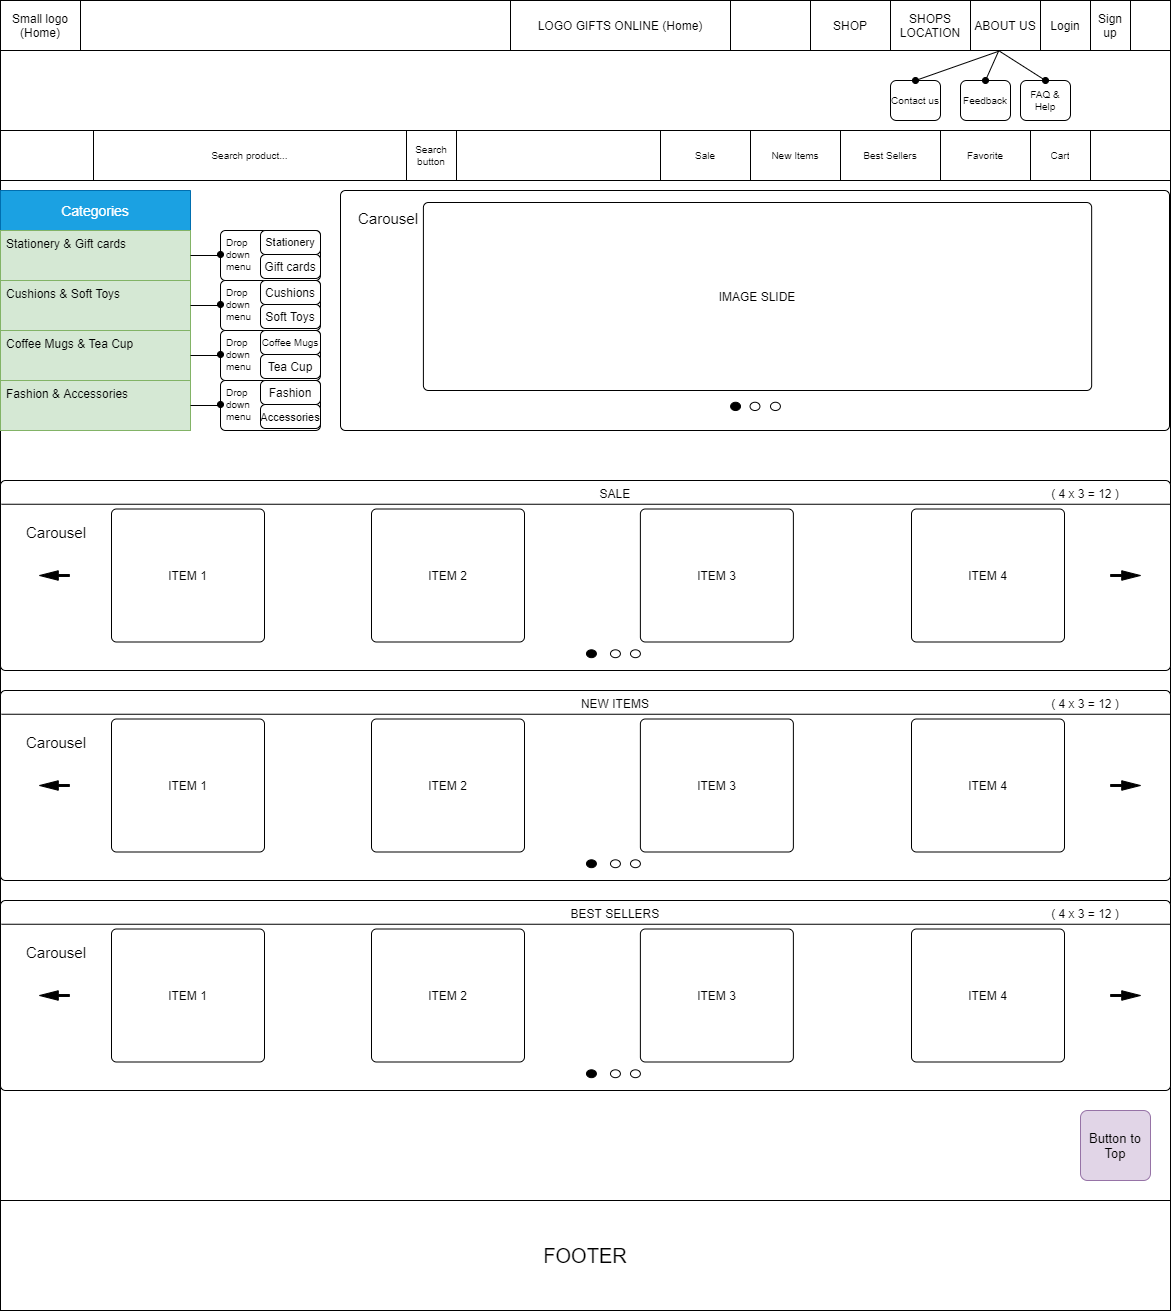 Small logo
(Home)
LOGO GIFTS ONLINE (Home)
SHOP
SHOPS
LOCATION
ABOUT US
Login
Sign
up
Contact us
Feedback
FAQ &
Help
Search product...
Search
button
Sale
New Items
Best Sellers
Favorite
Cart
Categories
Stationery & Gift cards
Drop
down
menu
Stationery
Gift cards
Cushions & Soft Toys
Drop
down
menu
Cushions
Soft Toys
Coffee Mugs & Tea Cup
Drop
down
menu
Coffee Mugs
Tea Cup
Fashion & Accessories
Drop
down
menu
Fashion
Accessories
Carousel
IMAGE SLIDE
SALE
( 4 x 3 = 12 )
Carousel
ITEM 1
ITEM 2
ITEM 3
ITEM 4
NEW ITEMS
( 4 x 3 = 12 )
Carousel
ITEM 1
ITEM 2
ITEM 3
ITEM 4
BEST SELLERS
( 4 x 3 = 12 )
Carousel
ITEM 1
ITEM 2
ITEM 3
ITEM 4
Button to
Top
FOOTER